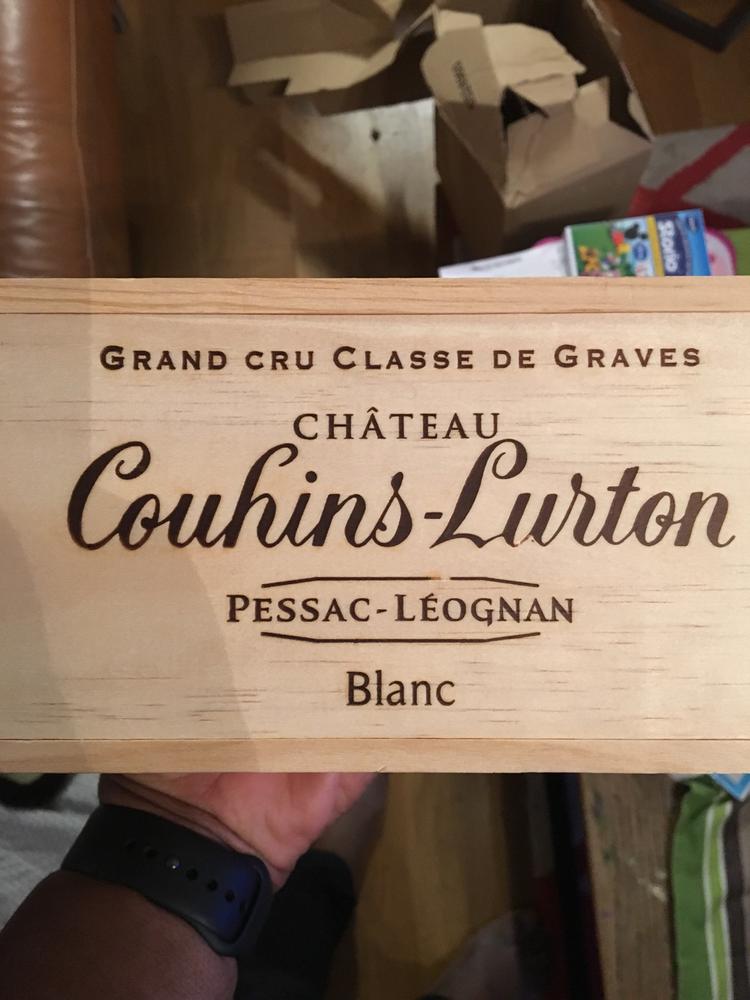 GRAND CRU CLASSE DE GRAVES
CHÂTEAU
Couhins-Lurton
PESSAC-LÉOGNAN
Blanc